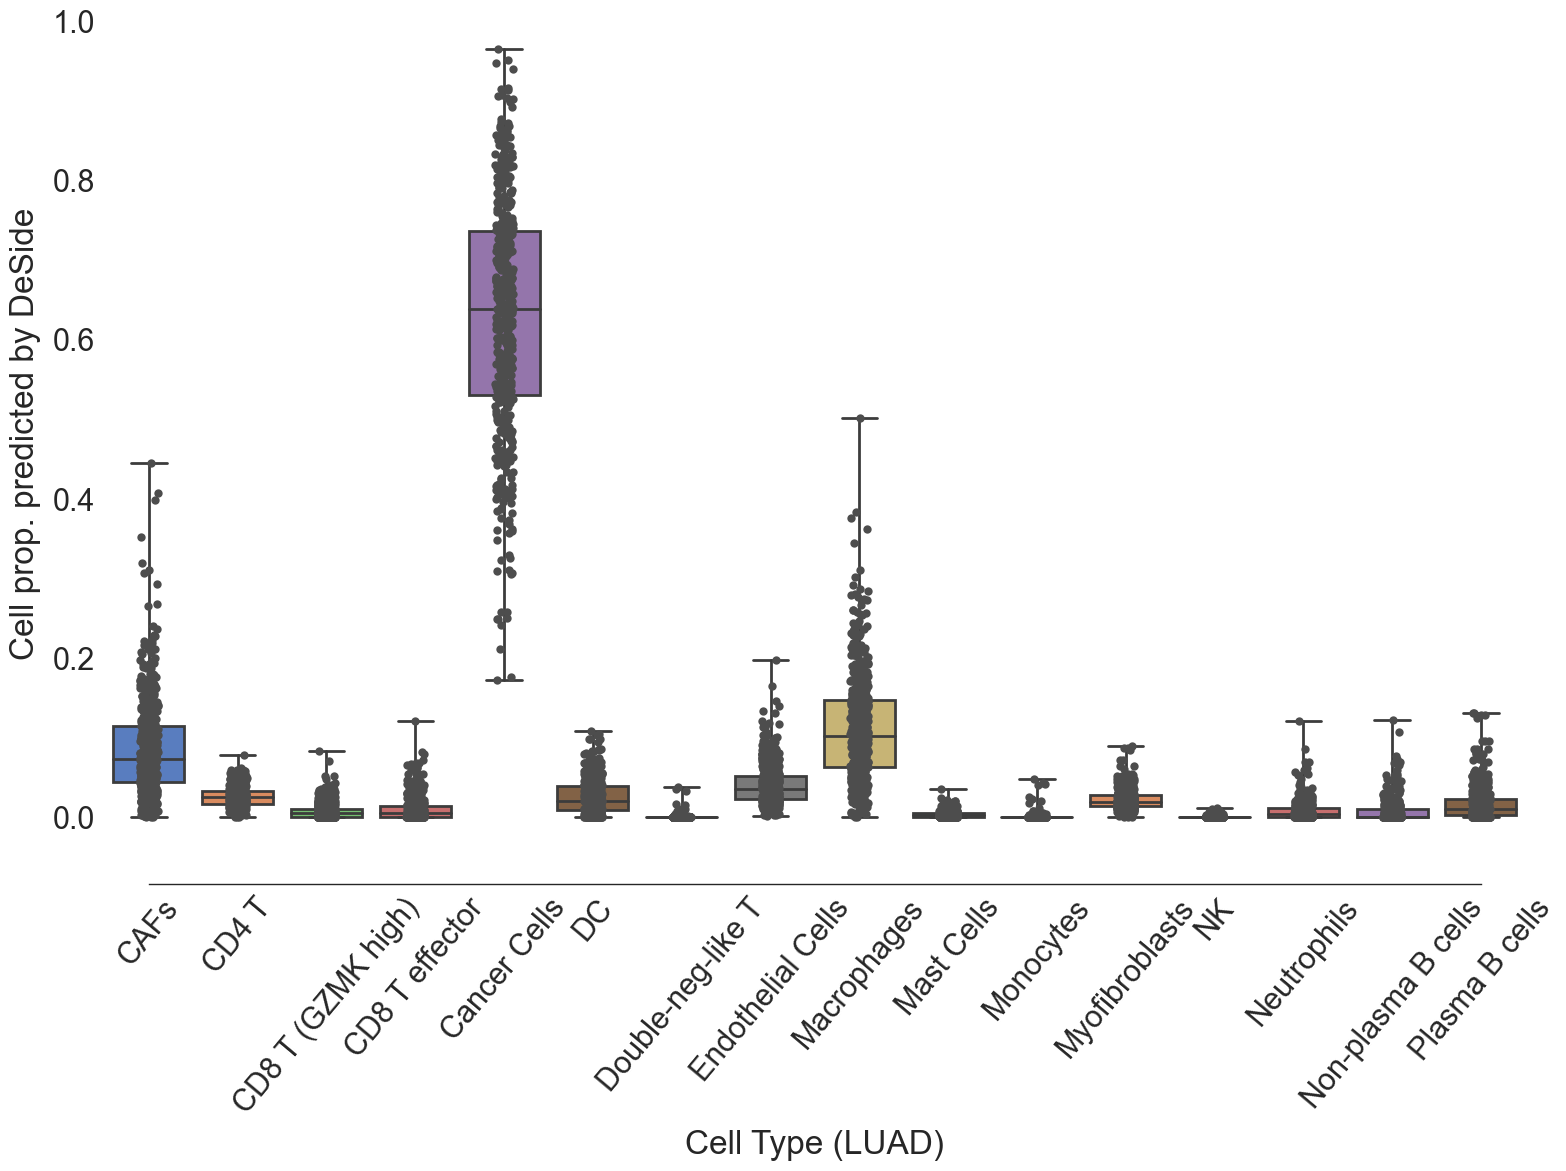 1.0
0.8
0.6
0.4
0.2
0.0
Cell prop. predicted by DeSide
CAFs
CD4 T
CD8 T (GZMK high)
CD8 T effector
Cancer Cells
DC
Double-neg-like T
Endothelial Cells
Macrophages
Mast Cells
Monocytes
Myofibroblasts
NK
Neutrophils
Non-plasma B cells
Plasma B cells
Cell Type (LUAD)